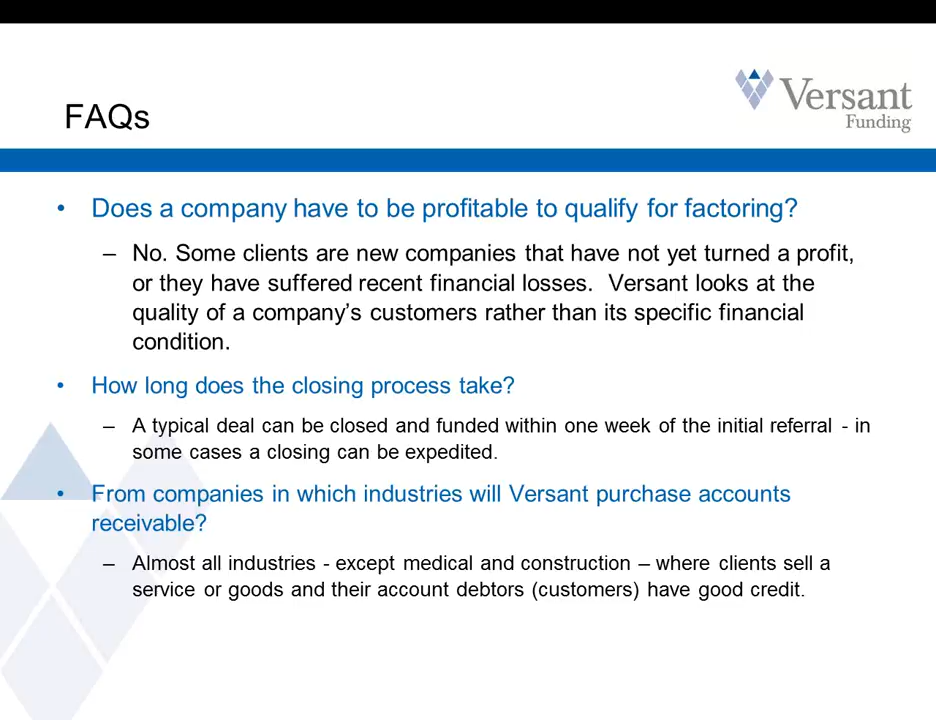 Versant
Funding
FAQs
• Does a company have to be profitable to qualify for factoring?
– No. Some clients are new companies that have not yet turned a profit,
or they have suffered recent financial losses.  Versant looks at the
quality of a company’s customers rather than its specific financial
condition.
• How long does the closing process take?
– A typical deal can be closed and funded within one week of the initial referral - in
some cases a closing can be expedited.
• From companies in which industries will Versant purchase accounts
receivable?
– Almost all industries - except medical and construction – where clients sell a
service or goods and their account debtors (customers) have good credit.